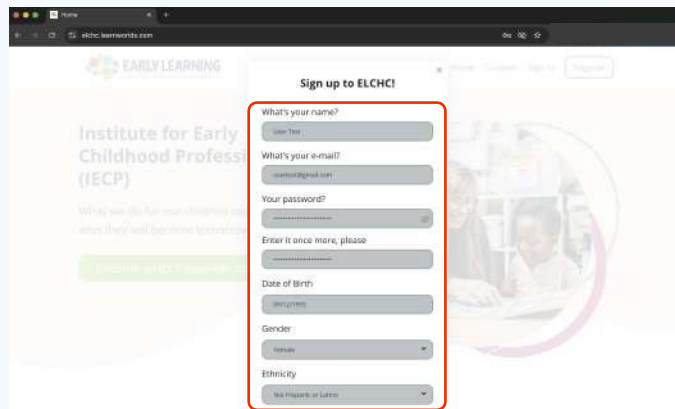 Home
elchc.learnworlds.com
EARLY LEARNING
Home Courses Sign in Register
Sign up to ELCHC!
Institute for Early
Childhood Professi
(IECP)
What's your name?
User Test
What's your e-mail?
Your password?
Enter it once more, please
Date of Birth
Gender
Female
Ethnicity
Not Hispanic or Latino